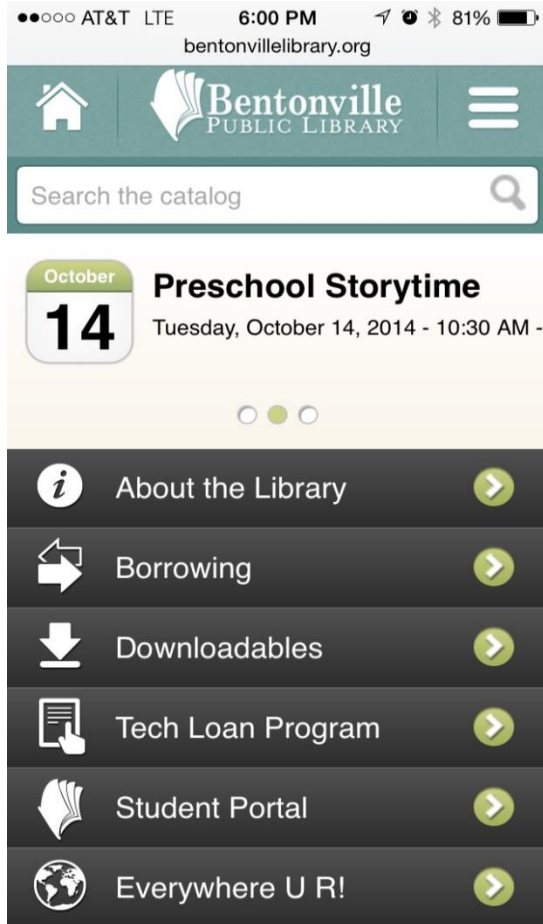 AT&T LTE 6:00 PM 81%
bentonvillelibrary.org
Bentonville
PUBLIC LIBRARY
Search the catalog
October
14
Preschool Storytime
Tuesday, October 14, 2014 - 10:30 AM -
i
About the Library
Borrowing
Downloadables
Tech Loan Program
Student Portal
Everywhere U R!